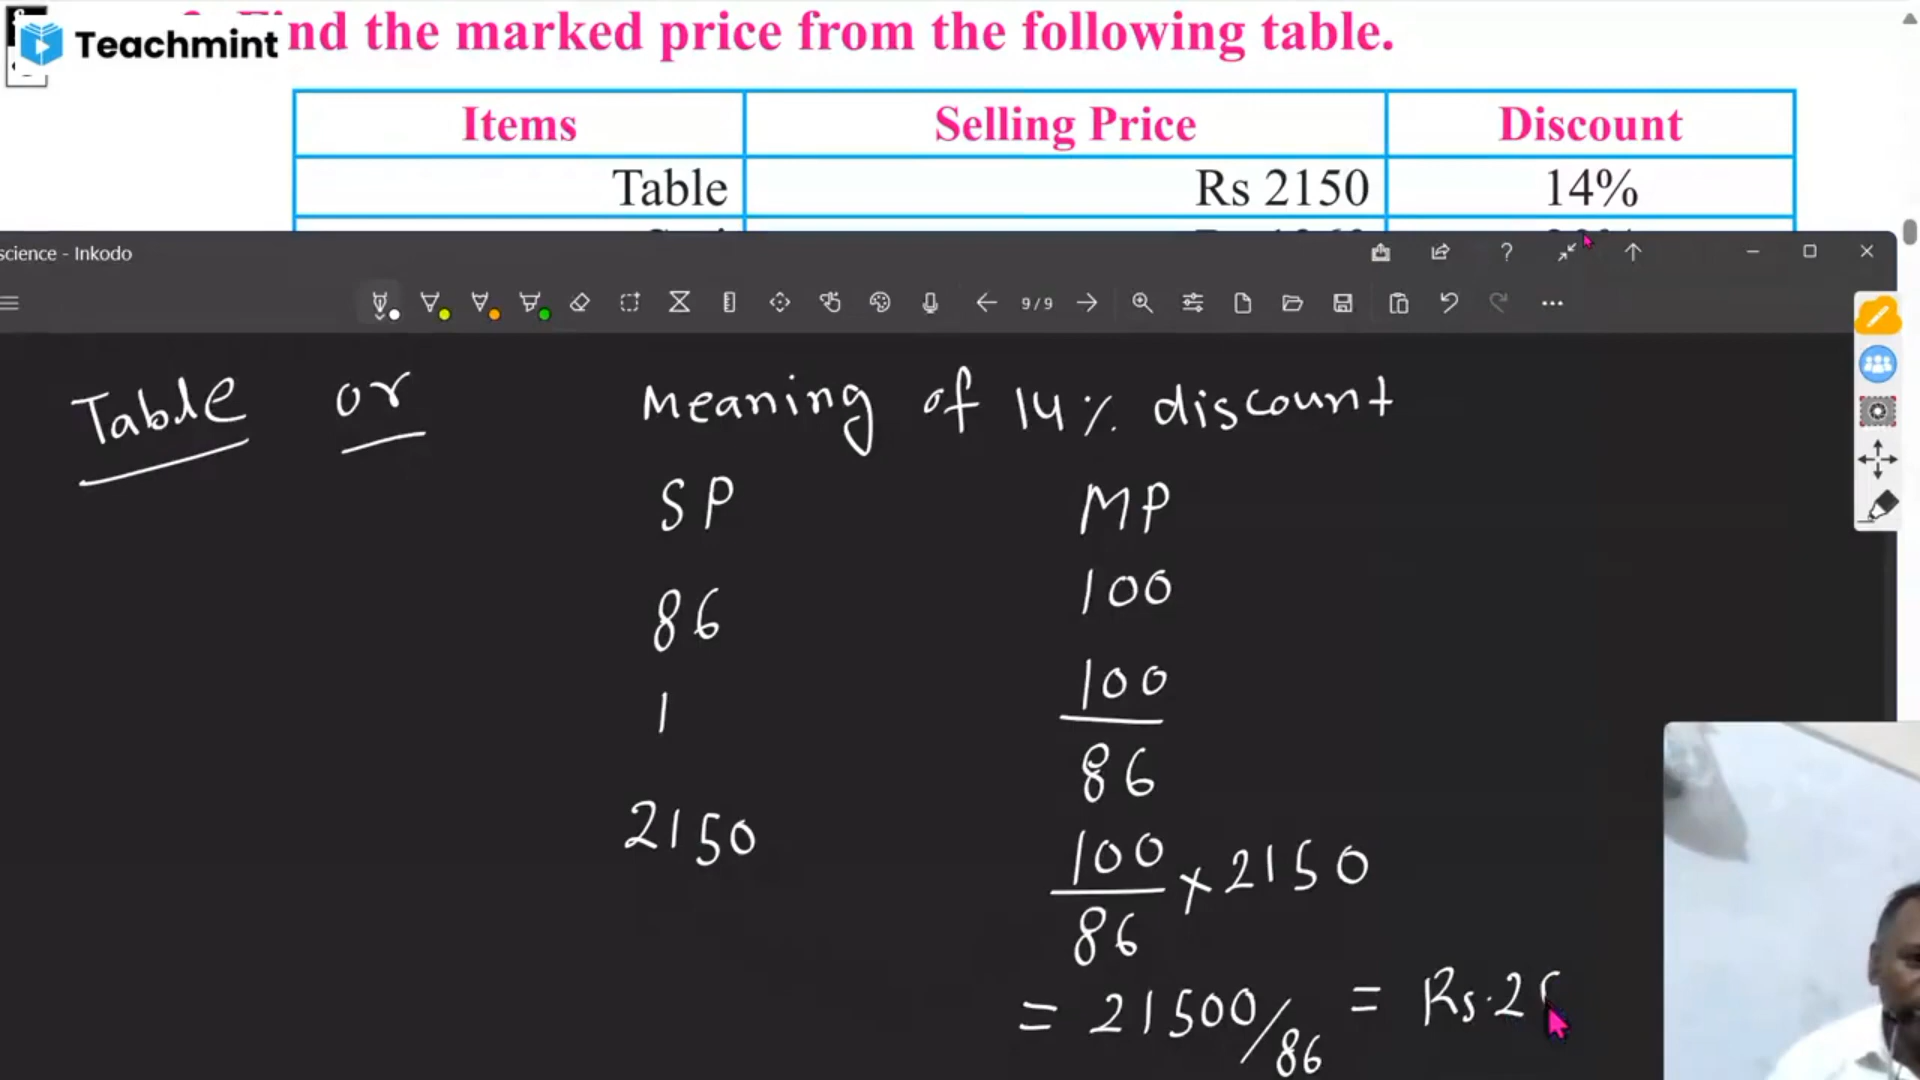 Teachmint
nd the marked price from the following table.
Items Selling Price Discount
Table Rs 2150 14%
science - Inkodo
9/9
Table or Meaning of 14% discount
SP MP
86 100
1 100
86
2150 100 × 2150
86
= 21500/86 = Rs. 2